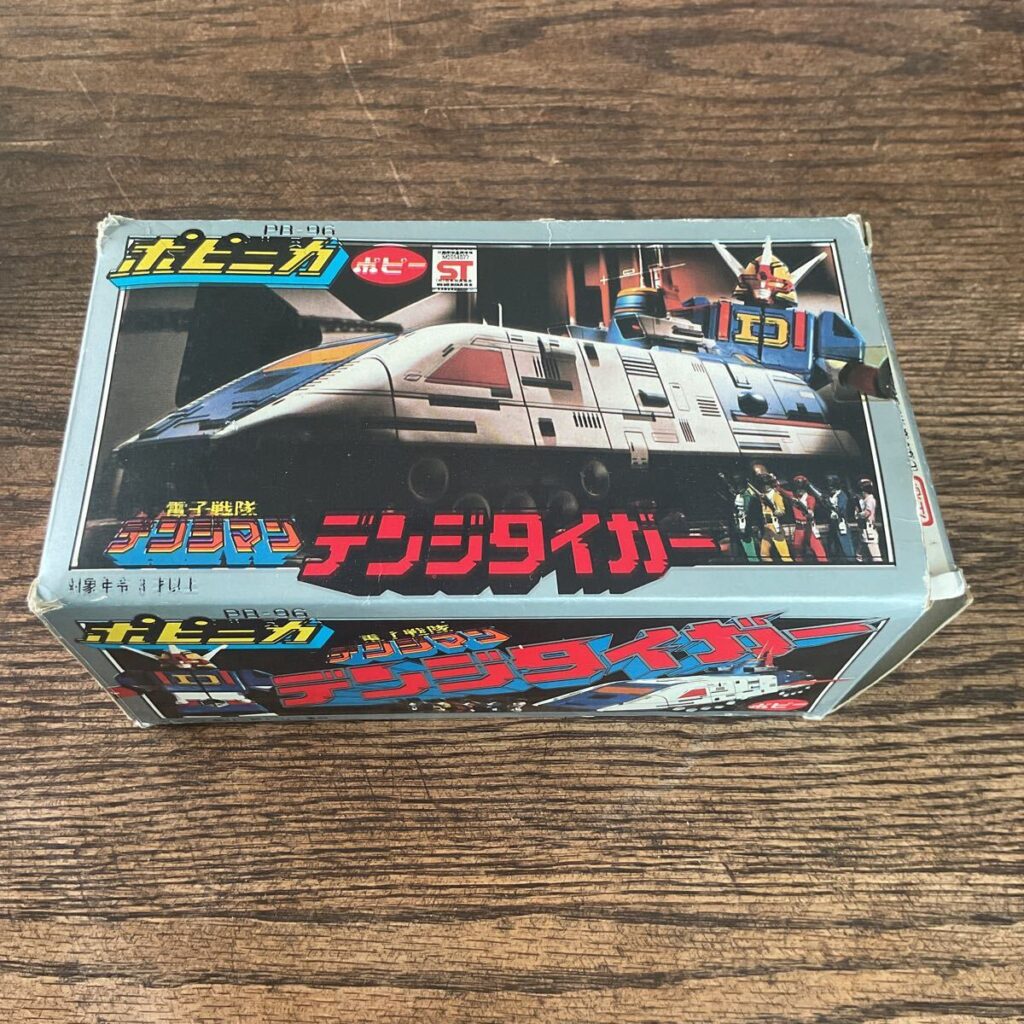 PB-96
ポピニカ
ポピー
ST
D
電子戦隊
デンジマン
デンジタイガー
PB-96
ポピニカ
電子戦隊
デンジマン
デンジタイガー
D
ポピー